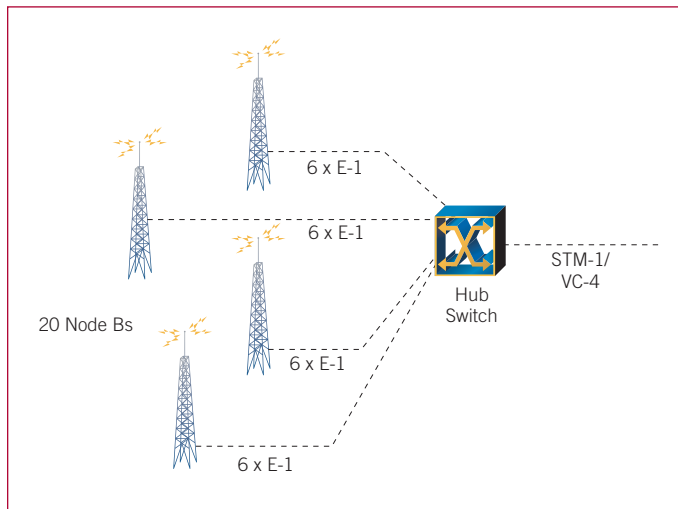 6 x E-1
6 x E-1
STM-1/
VC-4
Hub
Switch
20 Node Bs
6 x E-1
6 x E-1